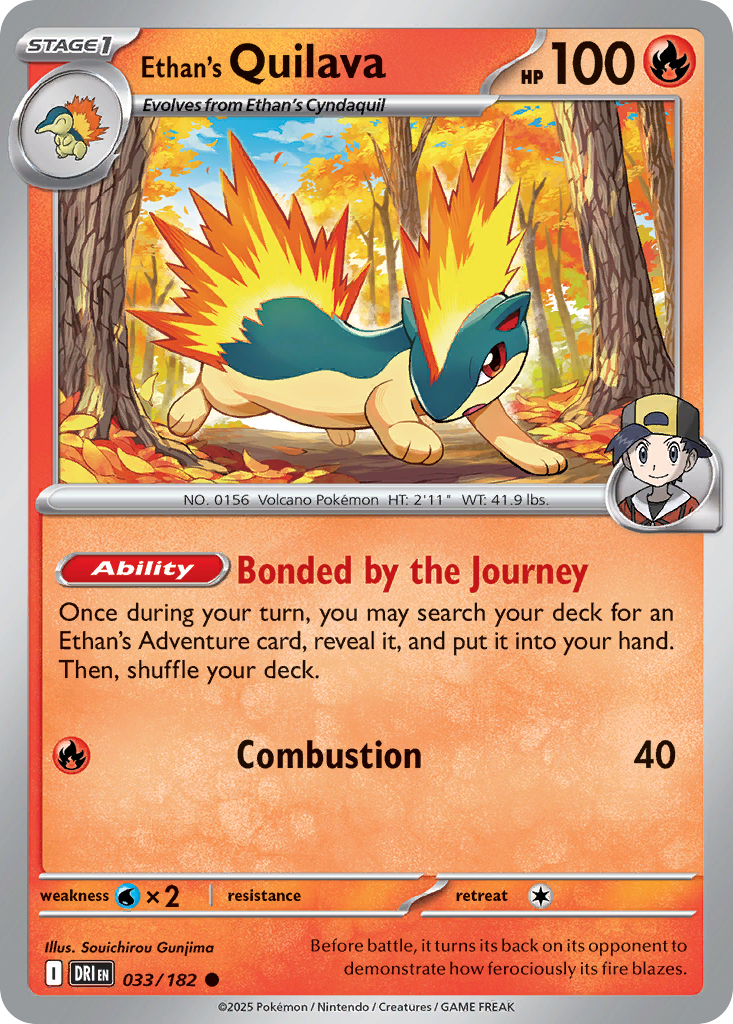 STAGE1
Ethan's Quilava
HP 100
Evolves from Ethan's Cyndaquil
NO. 0156 Volcano Pokémon HT: 2'11" WT: 41.9 lbs.
Ability Bonded by the Journey
Once during your turn, you may search your deck for an
Ethan's Adventure card, reveal it, and put it into your hand.
Then, shuffle your deck.
Combustion 40
weakness ×2 resistance retreat
Illus. Souichirou Gunjima
Before battle, it turns its back on its opponent to
demonstrate how ferociously its fire blazes.
I DRI EN 033/182
©2025 Pokémon / Nintendo / Creatures / GAME FREAK